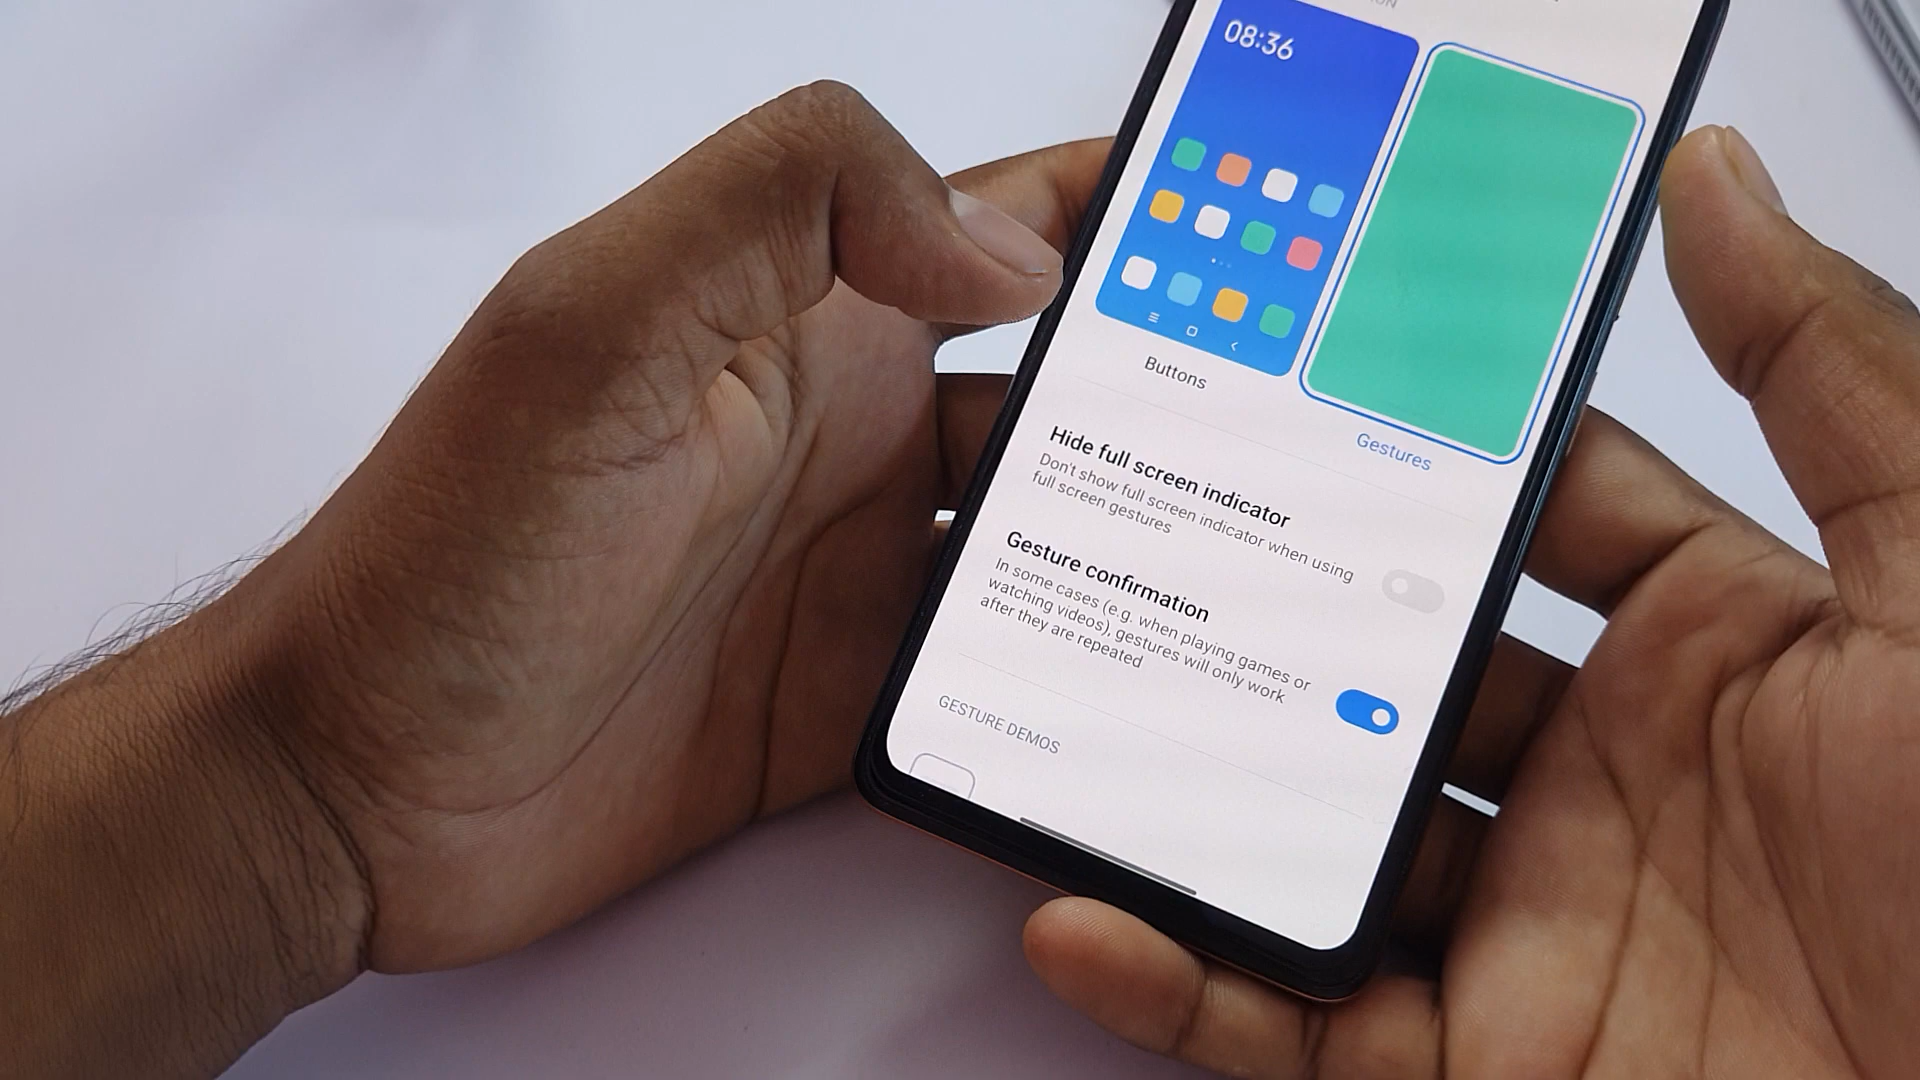 08:36
Buttons
Gestures
Hide full screen indicator
Don't show full screen indicator when using
full screen gestures
Gesture confirmation
In some cases (e.g. when playing games or
watching videos), gestures will only work
after they are repeated
GESTURE DEMOS